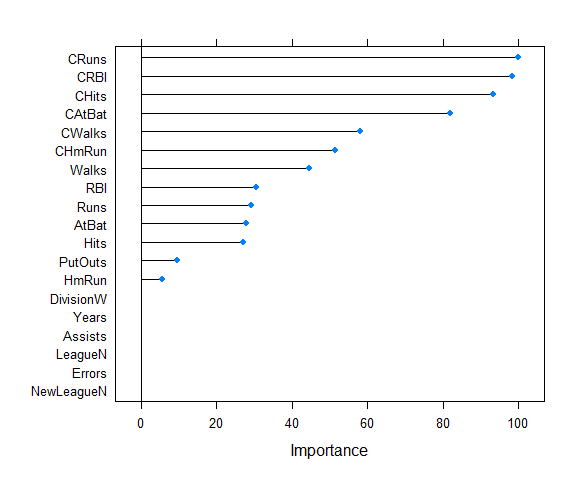 CRuns
CRBI
CHits
CAtBat
CWalks
CHmRun
Walks
RBI
Runs
AtBat
Hits
PutOuts
HmRun
DivisionW
Years
Assists
LeagueN
Errors
NewLeagueN
0 20 40 60 80 100
Importance